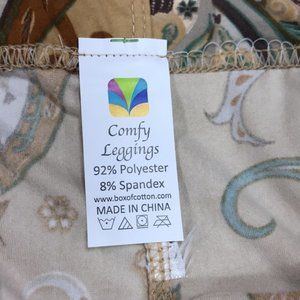 Comfy
Leggings
92% Polyester
8% Spandex
www.boxofcotton.com
MADE IN CHINA